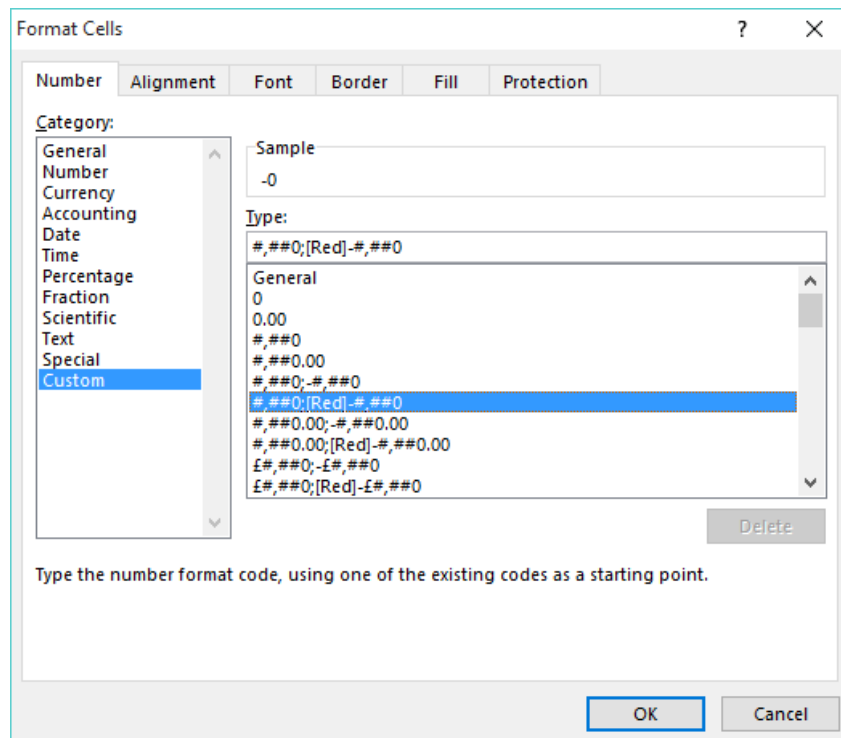 Format Cells ?
Number Alignment Font Border Fill Protection
Category:
General
Number
Currency
Accounting
Date
Time
Percentage
Fraction
Scientific
Text
Special
Custom
Sample
-0
Type:
#,##0;[Red]-#,##0
General
0
0.00
#,##0
#,##0.00
#,##0;-#,##0
#,##0;[Red]-#,##0
#,##0.00;-#,##0.00
#,##0.00;[Red]-#,##0.00
£#,##0;-£#,##0
£#,##0;[Red]-£#,##0
Delete
Type the number format code, using one of the existing codes as a starting point.
OK Cancel